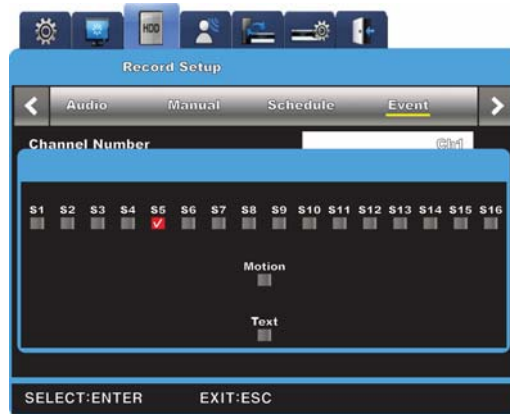 HDD
Record Setup
Audio Manual Schedule Event
Channel Number Ch1
S1 S2 S3 S4 S5 S6 S7 S8 S9 S10 S11 S12 S13 S14 S15 S16
Motion
Text
SELECT:ENTER EXIT:ESC